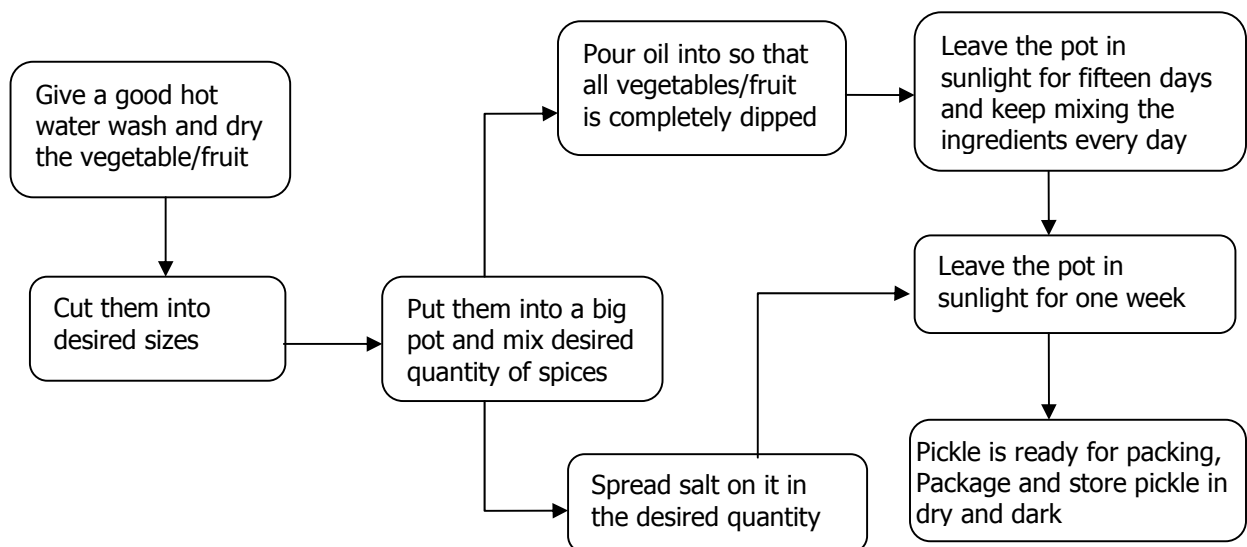 Give a good hot
water wash and dry
the vegetable/fruit
Cut them into
desired sizes
Put them into a big
pot and mix desired
quantity of spices
Pour oil into so that
all vegetables/fruit
is completely dipped
Leave the pot in
sunlight for fifteen days
and keep mixing the
ingredients every day
Spread salt on it in
the desired quantity
Leave the pot in
sunlight for one week
Pickle is ready for packing,
Package and store pickle in
dry and dark